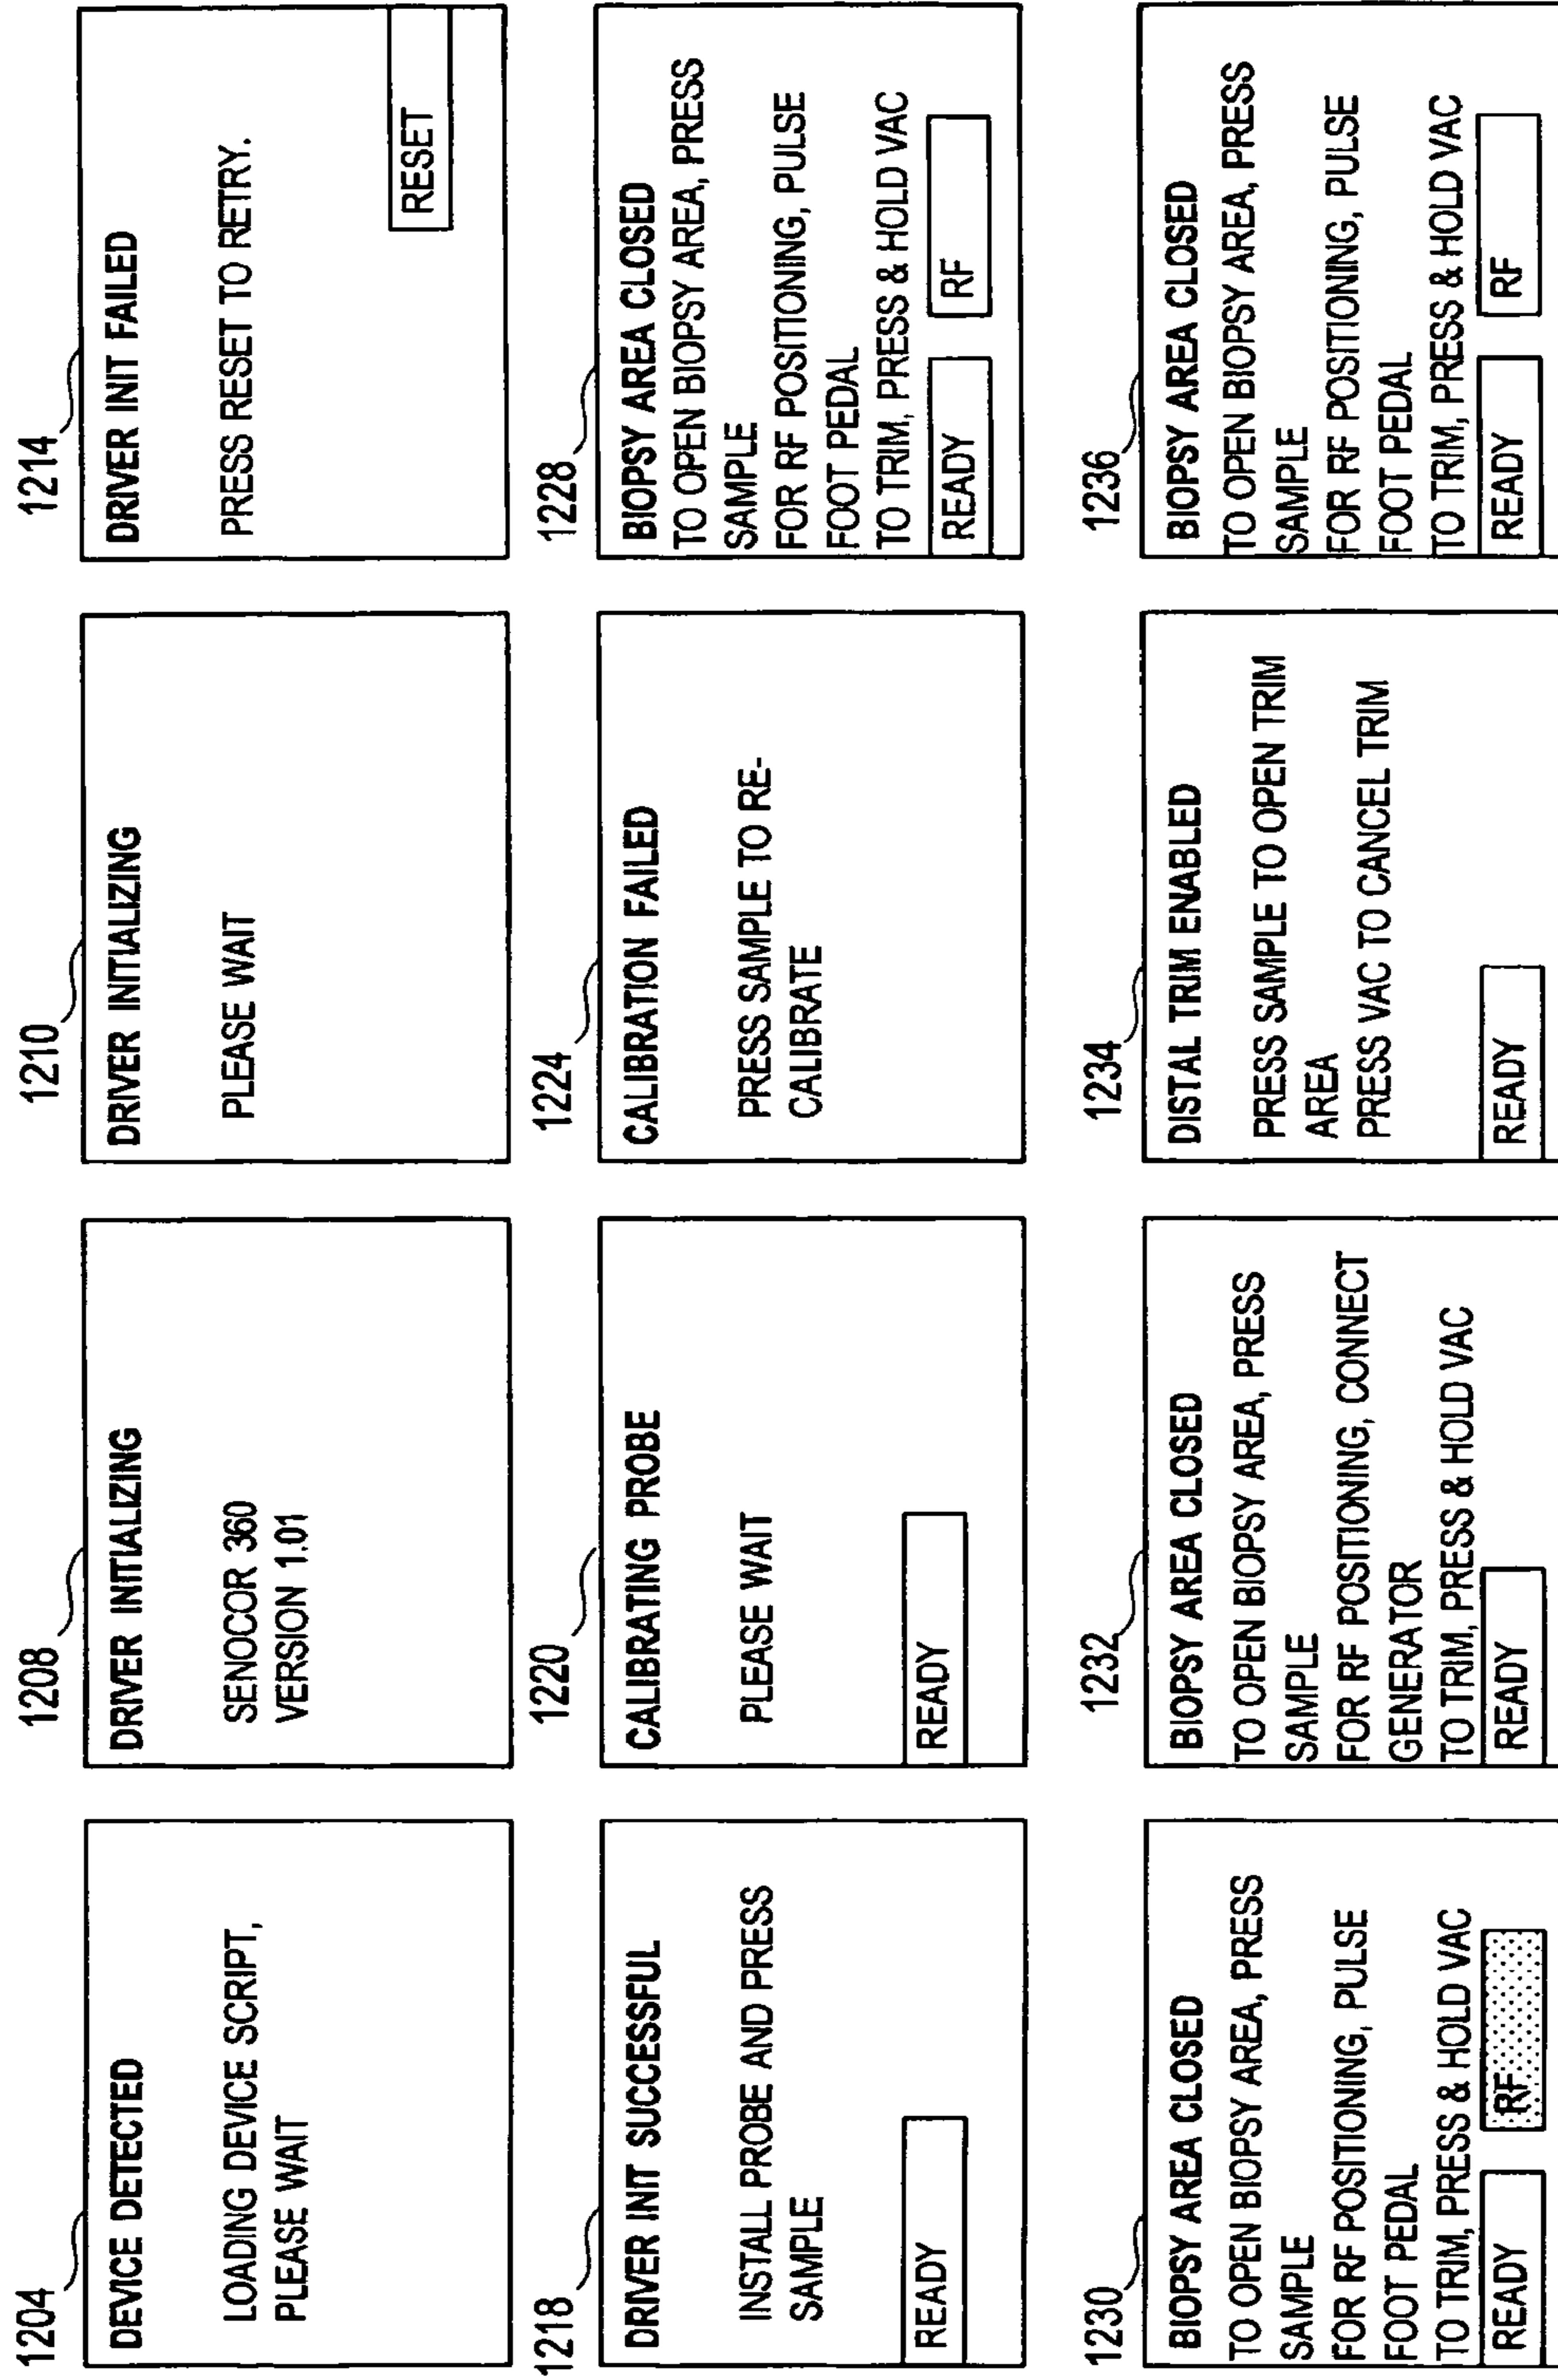 1204
DEVICE DETECTED
LOADING DEVICE SCRIPT,
PLEASE WAIT
1208
DRIVER INITIALIZING
SENOCOR 360
VERSION 1.01
1210
DRIVER INITIALIZING
PLEASE WAIT
1214
DRIVER INIT FAILED
PRESS RESET TO RETRY.
RESET
1218
DRIVER INIT SUCCESSFUL
INSTALL PROBE AND PRESS
SAMPLE
READY
1220
CALIBRATING PROBE
PLEASE WAIT
READY
1224
CALIBRATION FAILED
PRESS SAMPLE TO RE-
CALIBRATE
1228
BIOPSY AREA CLOSED
TO OPEN BIOPSY AREA, PRESS
SAMPLE
FOR RF POSITIONING, PULSE
FOOT PEDAL
TO TRIM, PRESS & HOLD VAC
READY
RF
1230
BIOPSY AREA CLOSED
TO OPEN BIOPSY AREA, PRESS
SAMPLE
FOR RF POSITIONING, PULSE
FOOT PEDAL
TO TRIM, PRESS & HOLD VAC
READY
RF
1232
BIOPSY AREA CLOSED
TO OPEN BIOPSY AREA, PRESS
SAMPLE
FOR RF POSITIONING, CONNECT
GENERATOR
TO TRIM, PRESS & HOLD VAC
READY
1234
DISTAL TRIM ENABLED
PRESS SAMPLE TO OPEN TRIM
AREA
PRESS VAC TO CANCEL TRIM
READY
1236
BIOPSY AREA CLOSED
TO OPEN BIOPSY AREA, PRESS
SAMPLE
FOR RF POSITIONING, PULSE
FOOT PEDAL
TO TRIM, PRESS & HOLD VAC
READY
RF